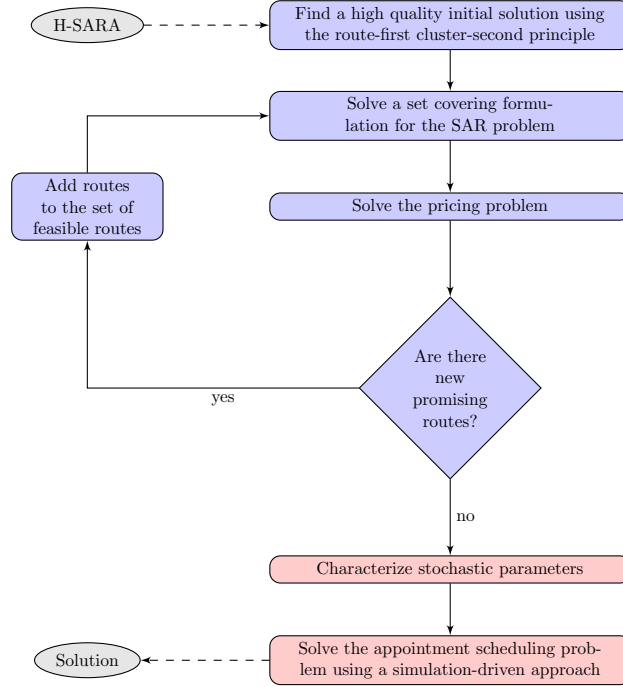 H-SARA
Find a high quality initial solution using
the route-first cluster-second principle
Solve a set covering formu-
lation for the SAR problem
Add routes
to the set of
feasible routes
Solve the pricing problem
Are there
new
promising
routes?
yes
no
Characterize stochastic parameters
Solve the appointment scheduling prob-
lem using a simulation-driven approach
Solution